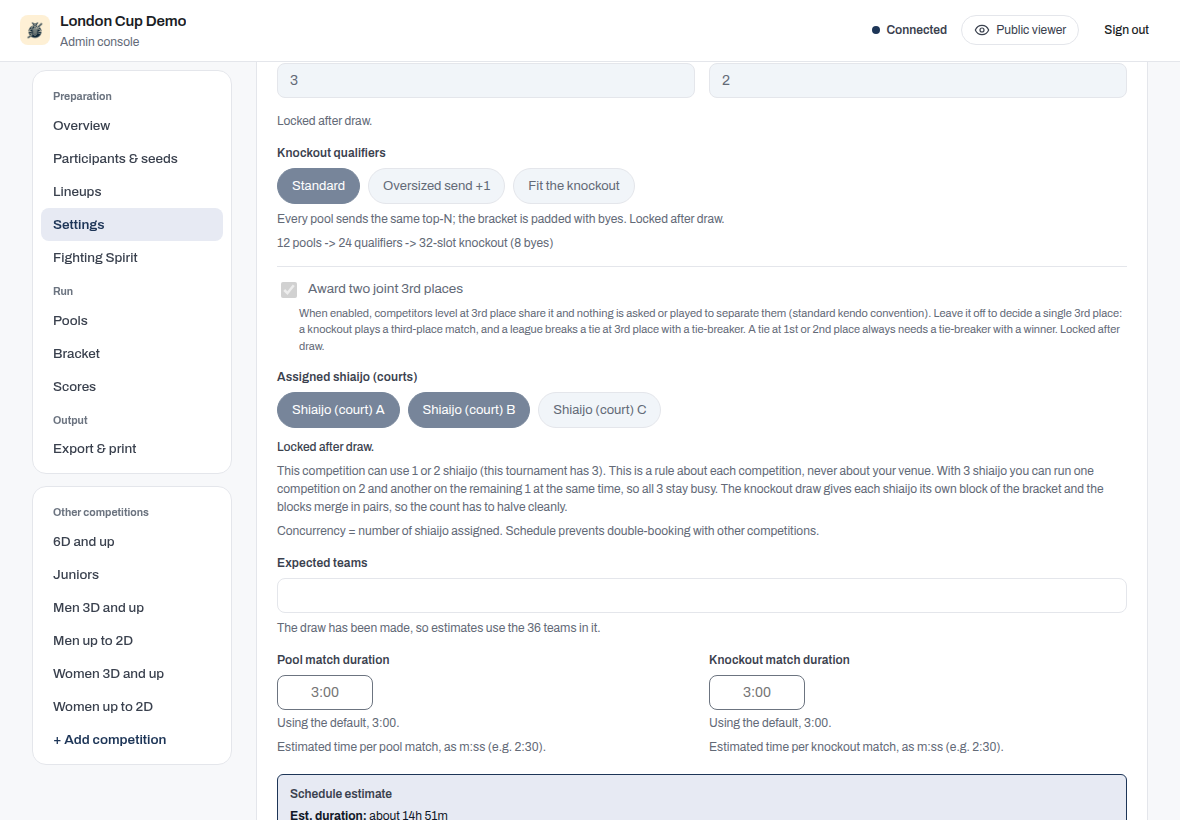 London Cup Demo
Admin console
Connected
Public viewer
Sign out
Preparation
Overview
Participants & seeds
Lineups
Settings
Fighting Spirit
Run
Pools
Bracket
Scores
Output
Export & print
Other competitions
6D and up
Juniors
Men 3D and up
Men up to 2D
Women 3D and up
Women up to 2D
+ Add competition
3
2
Locked after draw.
Knockout qualifiers
Standard
Oversized send +1
Fit the knockout
Every pool sends the same top-N; the bracket is padded with byes. Locked after draw.
12 pools -> 24 qualifiers -> 32-slot knockout (8 byes)
Award two joint 3rd places
When enabled, competitors level at 3rd place share it and nothing is asked or played to separate them (standard kendo convention). Leave it off to decide a single 3rd place:
a knockout plays a third-place match, and a league breaks a tie at 3rd place with a tie-breaker. A tie at 1st or 2nd place always needs a tie-breaker with a winner. Locked after
draw.
Assigned shiaijo (courts)
Shiaijo (court) A
Shiaijo (court) B
Shiaijo (court) C
Locked after draw.
This competition can use 1 or 2 shiaijo (this tournament has 3). This is a rule about each competition, never about your venue. With 3 shiaijo you can run one
competition on 2 and another on the remaining 1 at the same time, so all 3 stay busy. The knockout draw gives each shiaijo its own block of the bracket and the
blocks merge in pairs, so the count has to halve cleanly.
Concurrency = number of shiaijo assigned. Schedule prevents double-booking with other competitions.
Expected teams
The draw has been made, so estimates use the 36 teams in it.
Pool match duration
3:00
Using the default, 3:00.
Estimated time per pool match, as m:ss (e.g. 2:30).
Knockout match duration
3:00
Using the default, 3:00.
Estimated time per knockout match, as m:ss (e.g. 2:30).
Schedule estimate
Est. duration: about 14h 51m